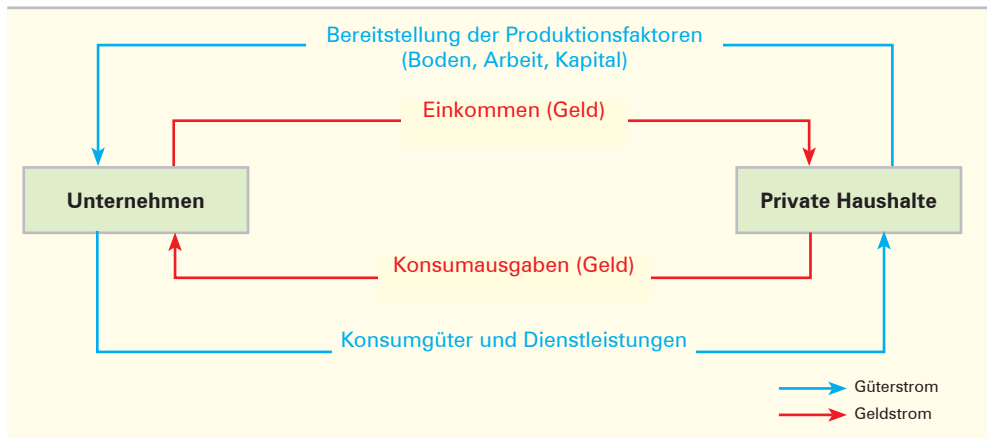 Bereitstellung der Produktionsfaktoren
(Boden, Arbeit, Kapital)
Einkommen (Geld)
Unternehmen
Private Haushalte
Konsumausgaben (Geld)
Konsumgüter und Dienstleistungen
Güterstrom
Geldstrom